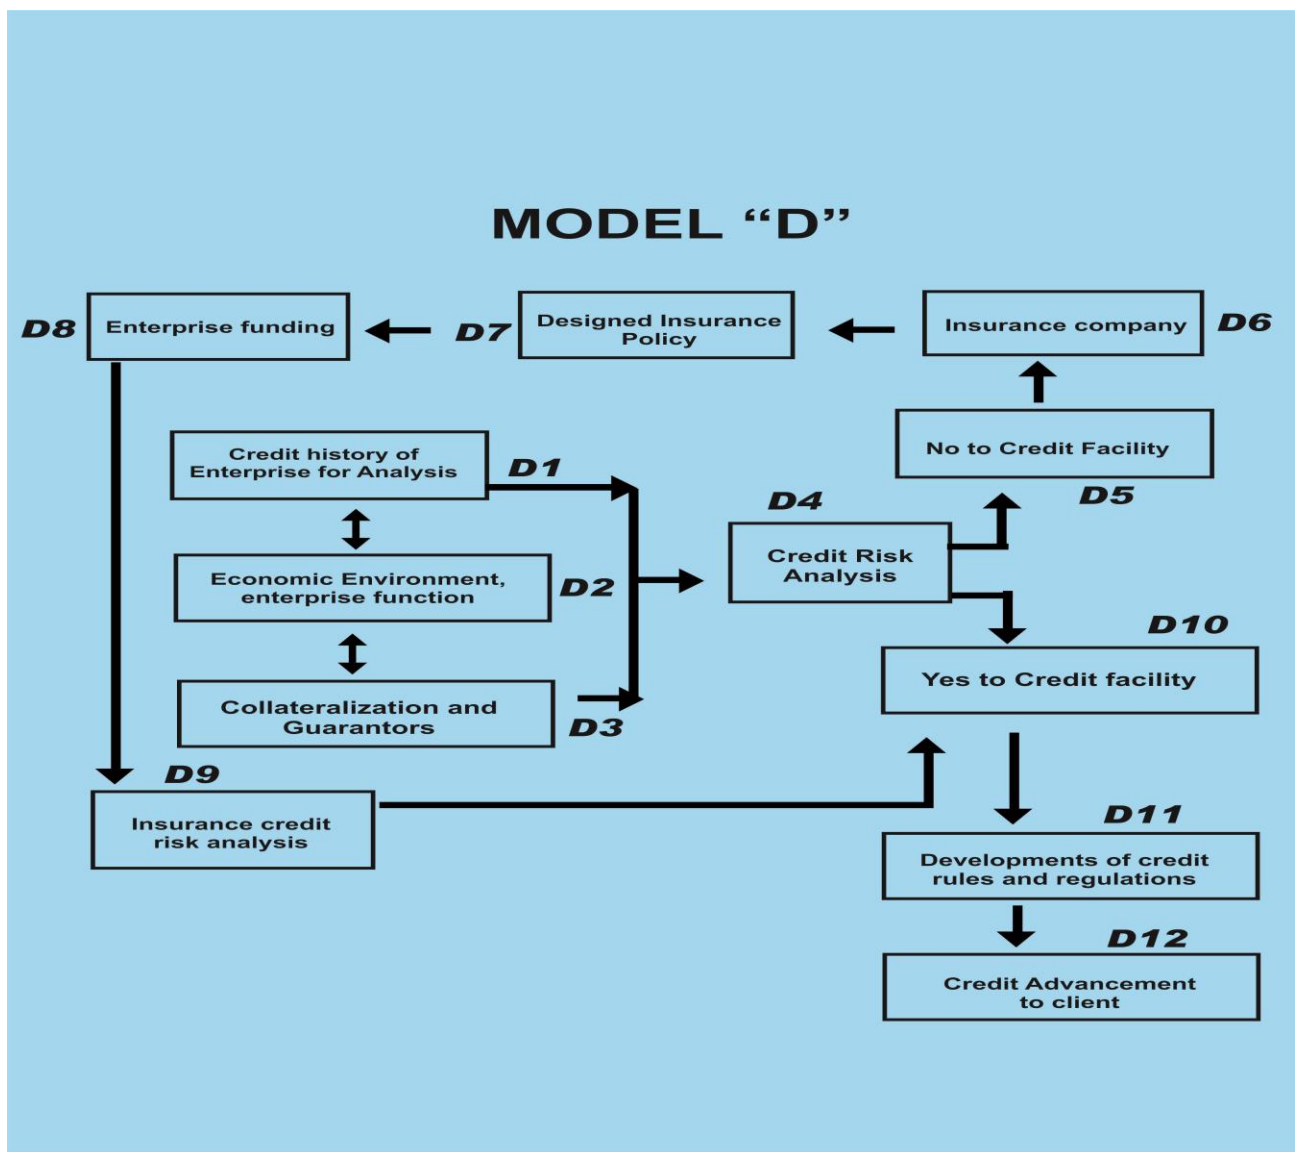 MODEL “D”
D8
Enterprise funding
D7
Designed Insurance
Policy
Insurance company
D6
Credit history of
Enterprise for Analysis
D1
No to Credit Facility
D5
D4
Credit Risk
Analysis
Economic Environment,
enterprise function
D2
D10
Yes to Credit facility
Collateralization and
Guarantors
D3
D9
Insurance credit
risk analysis
D11
Developments of credit
rules and regulations
D12
Credit Advancement
to client